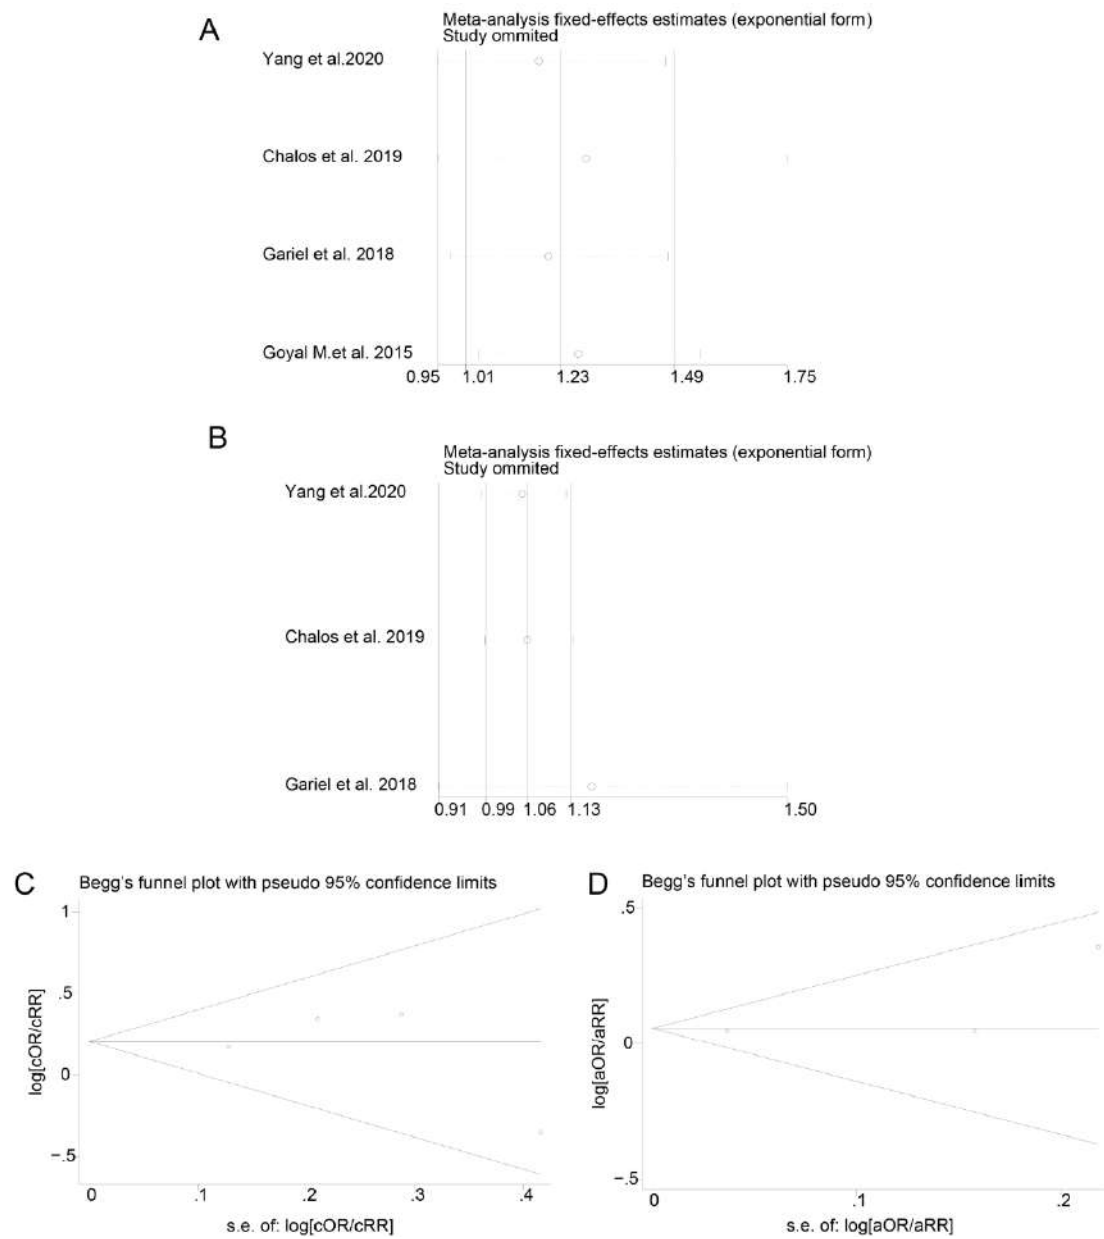 A
Meta-analysis fixed-effects estimates (exponential form)
Study ommited
Yang et al.2020
Chalos et al. 2019
Gariel et al. 2018
Goyal M.et al. 2015
0.95 1.01 1.23 1.49 1.75
B
Meta-analysis fixed-effects estimates (exponential form)
Study ommited
Yang et al.2020
Chalos et al. 2019
Gariel et al. 2018
0.91 0.99 1.06 1.13 1.50
C
Begg's funnel plot with pseudo 95% confidence limits
log[cOR/cRR]
1
.5
0
-.5
0 .1 .2 .3 .4
s.e. of: log[cOR/cRR]
D
Begg's funnel plot with pseudo 95% confidence limits
log[aOR/aRR]
.5
0
-.5
0 .1 .2
s.e. of: log[aOR/aRR]